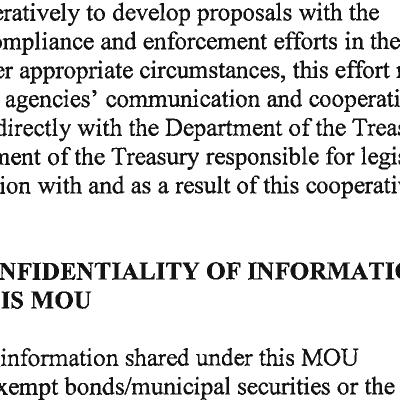 eratively to develop proposals with the
ompliance and enforcement efforts in the
er appropriate circumstances, this effort
agencies' communication and cooperati
directly with the Department of the Treas
ment of the Treasury responsible for legis
ion with and as a result of this cooperativ
NFIDENTIALITY OF INFORMATIO
IS MOU
information shared under this MOU
xempt bonds/municipal securities or the